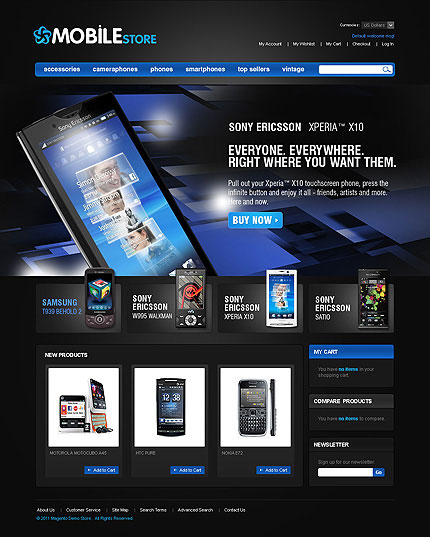 MOBILE STORE
Currencies: US Dollars
Default welcome msg!
My Account | My Wishlist | My Cart | Checkout | Log In
accessories cameraphones phones smartphones top sellers vintage
Sony Ericsson
SONY ERICSSON XPERIA™ X10
EVERYONE. EVERYWHERE.
RIGHT WHERE YOU WANT THEM.
Pull out your Xperia™ X10 touchscreen phone, press the
infinite button and enjoy it all - friends, artists and more.
Here and now.
BUY NOW
SAMSUNG
T939 BEHOLD 2
SONY
ERICSSON
W995 WALKMAN
SONY
ERICSSON
XPERIA X10
SONY
ERICSSON
SATIO
NEW PRODUCTS
MOTOROLA MOTOCUBO A45
Add to Cart
HTC PURE
Add to Cart
NOKIA E72
Add to Cart
MY CART
You have no items in your
shopping cart.
COMPARE PRODUCTS
You have no items to compare.
NEWSLETTER
Sign up for our newsletter:
Go
About Us | Customer Service | Site Map | Search Terms | Advanced Search | Contact Us
© 2011 Magento Demo Store. All Rights Reserved.